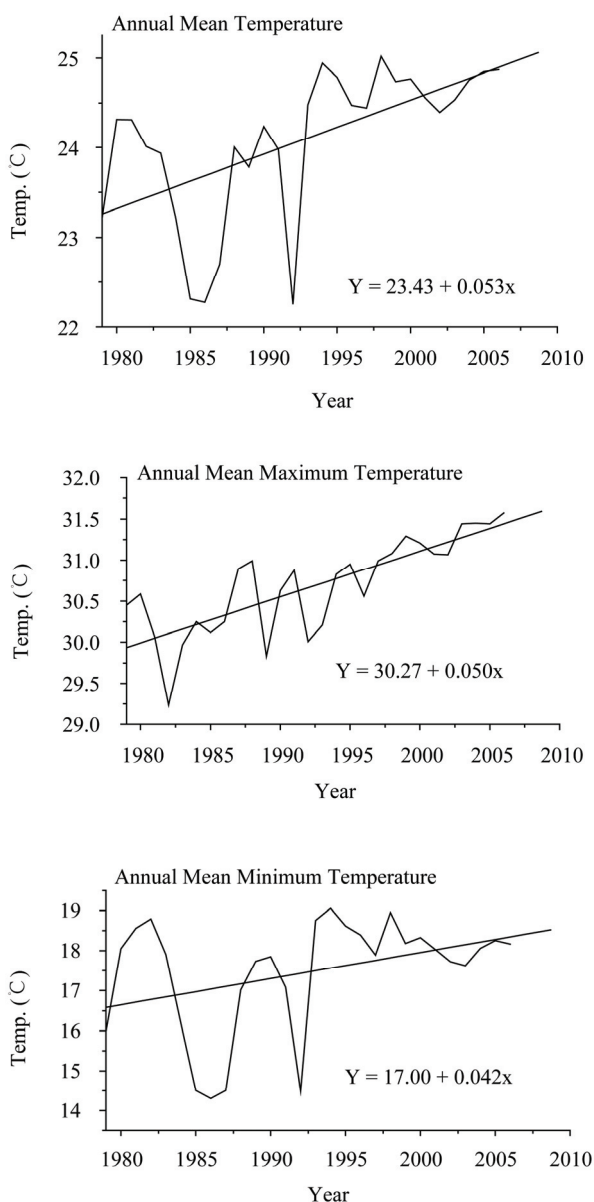 Annual Mean Temperature
25
24
23
22
Temp. (°C)
Y = 23.43 + 0.053x
1980 1985 1990 1995 2000 2005 2010
Year
Annual Mean Maximum Temperature
32.0
31.5
31.0
30.5
30.0
29.5
29.0
Temp. (°C)
Y = 30.27 + 0.050x
1980 1985 1990 1995 2000 2005 2010
Year
Annual Mean Minimum Temperature
19
18
17
16
15
14
Temp. (°C)
Y = 17.00 + 0.042x
1980 1985 1990 1995 2000 2005 2010
Year